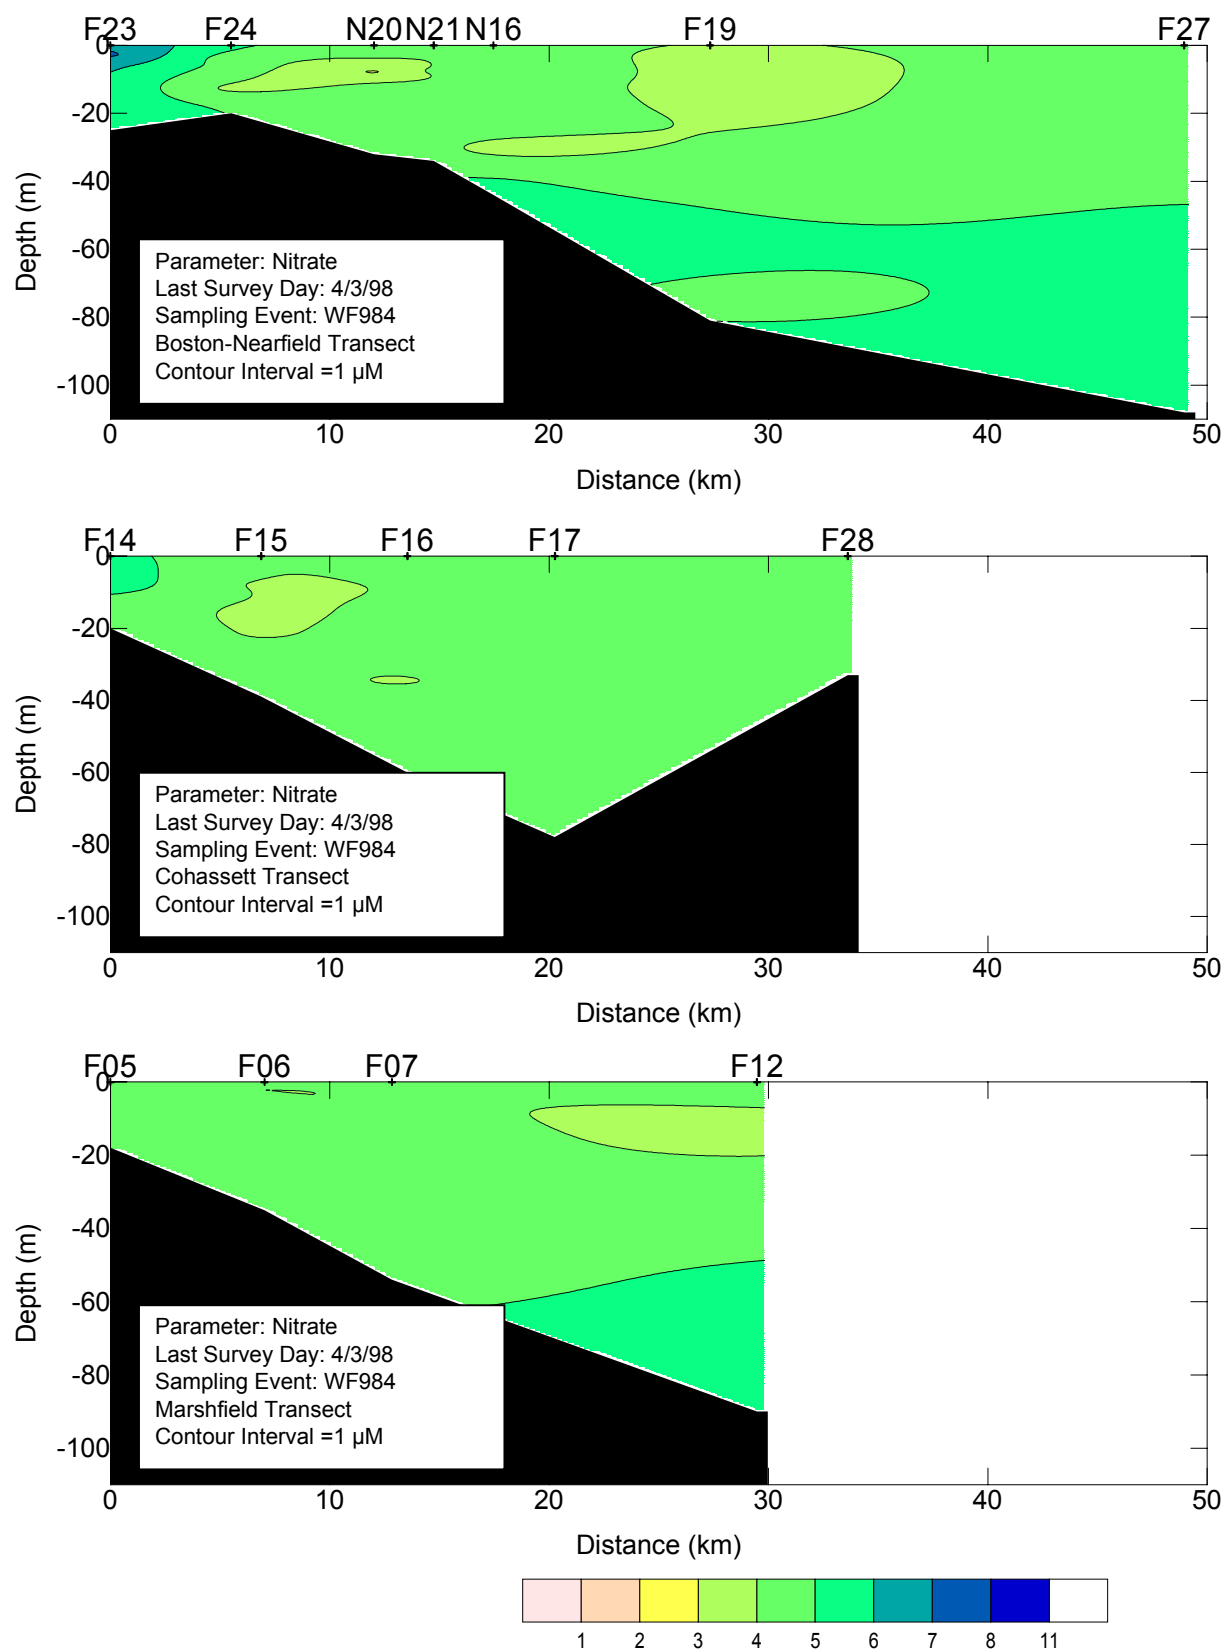 F23 F24 N20 N21 N16 F19 F27
0
-20
-40
-60
-80
-100
Depth (m)
Parameter: Nitrate
Last Survey Day: 4/3/98
Sampling Event: WF984
Boston-Nearfield Transect
Contour Interval =1 µM
0 10 20 30 40 50
Distance (km)
F14 F15 F16 F17 F28
0
-20
-40
-60
-80
-100
Depth (m)
Parameter: Nitrate
Last Survey Day: 4/3/98
Sampling Event: WF984
Cohassett Transect
Contour Interval =1 µM
0 10 20 30 40 50
Distance (km)
F05 F06 F07 F12
0
-20
-40
-60
-80
-100
Depth (m)
Parameter: Nitrate
Last Survey Day: 4/3/98
Sampling Event: WF984
Marshfield Transect
Contour Interval =1 µM
0 10 20 30 40 50
Distance (km)
1 2 3 4 5 6 7 8 11